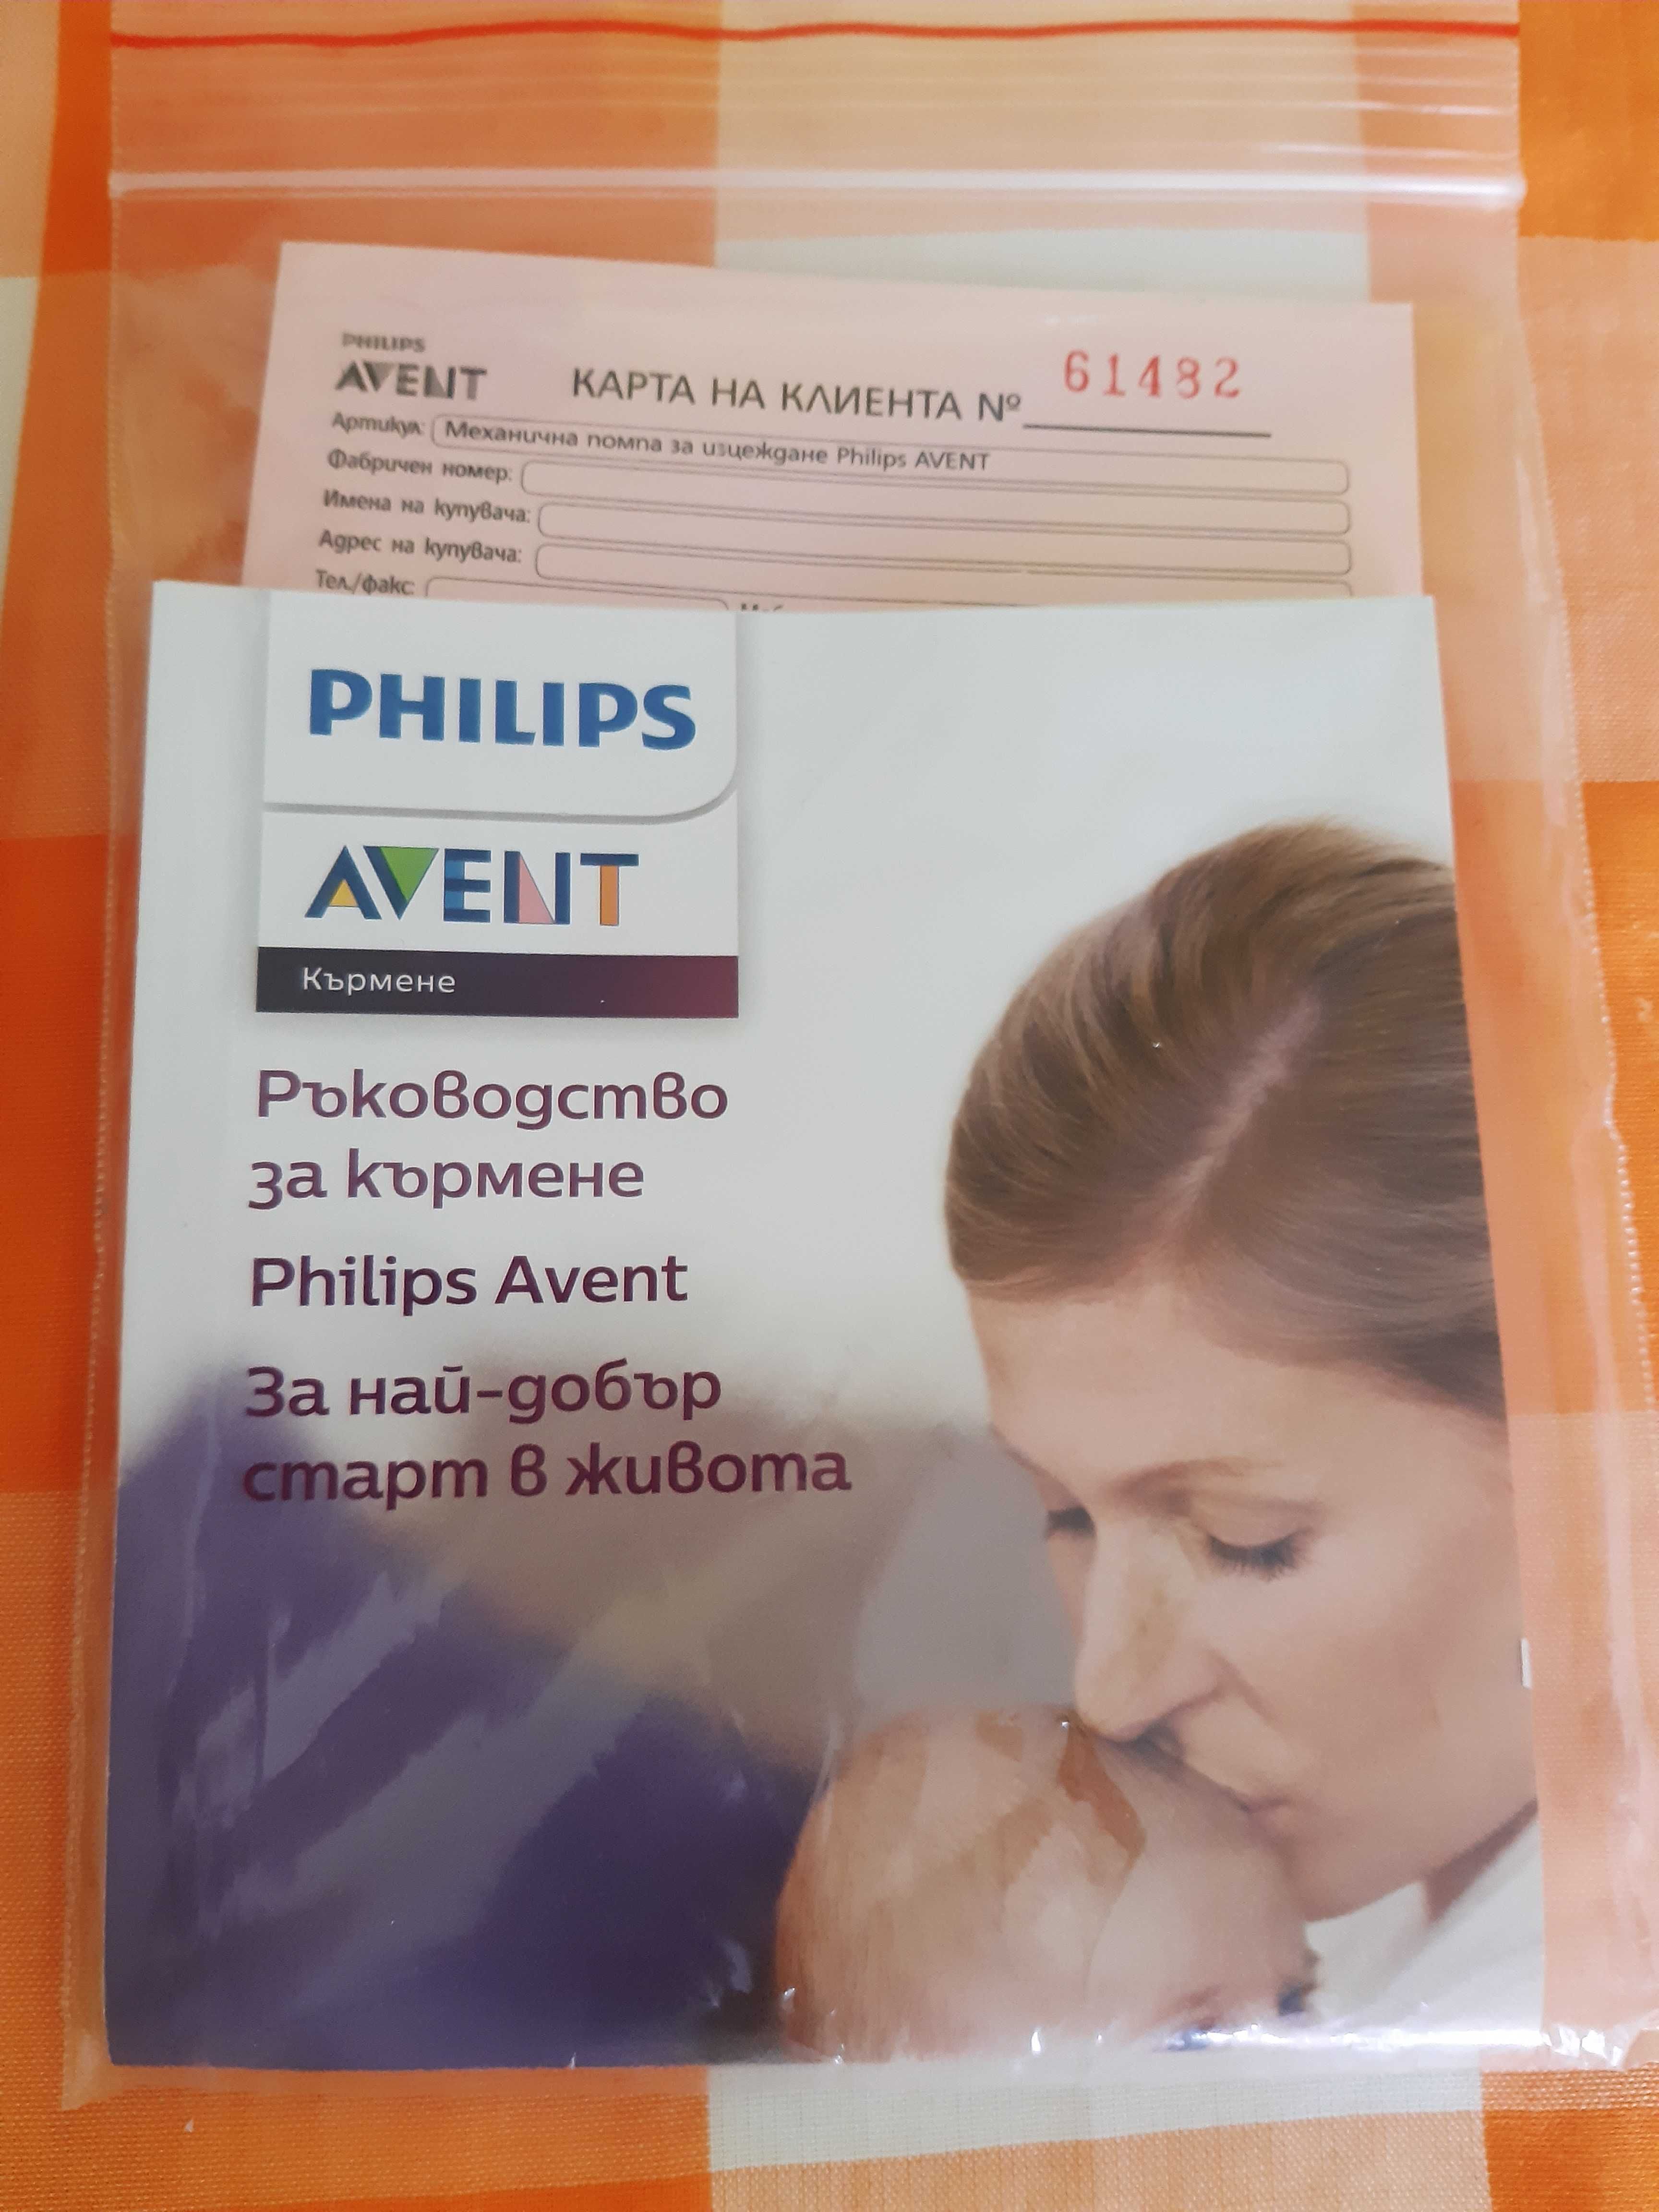 PHILIPS
AVENT
КАРТА НА КЛИЕНТА № 61482
Артикул: Механична помпа за изцеждане Philips AVENT
Фабричен номер:
Имена на купувача:
Адрес на купувача:
Тел./факс:
PHILIPS
AVENT
Кърмене
Ръководство
за кърмене
Philips Avent
За най-добър
старт в живота